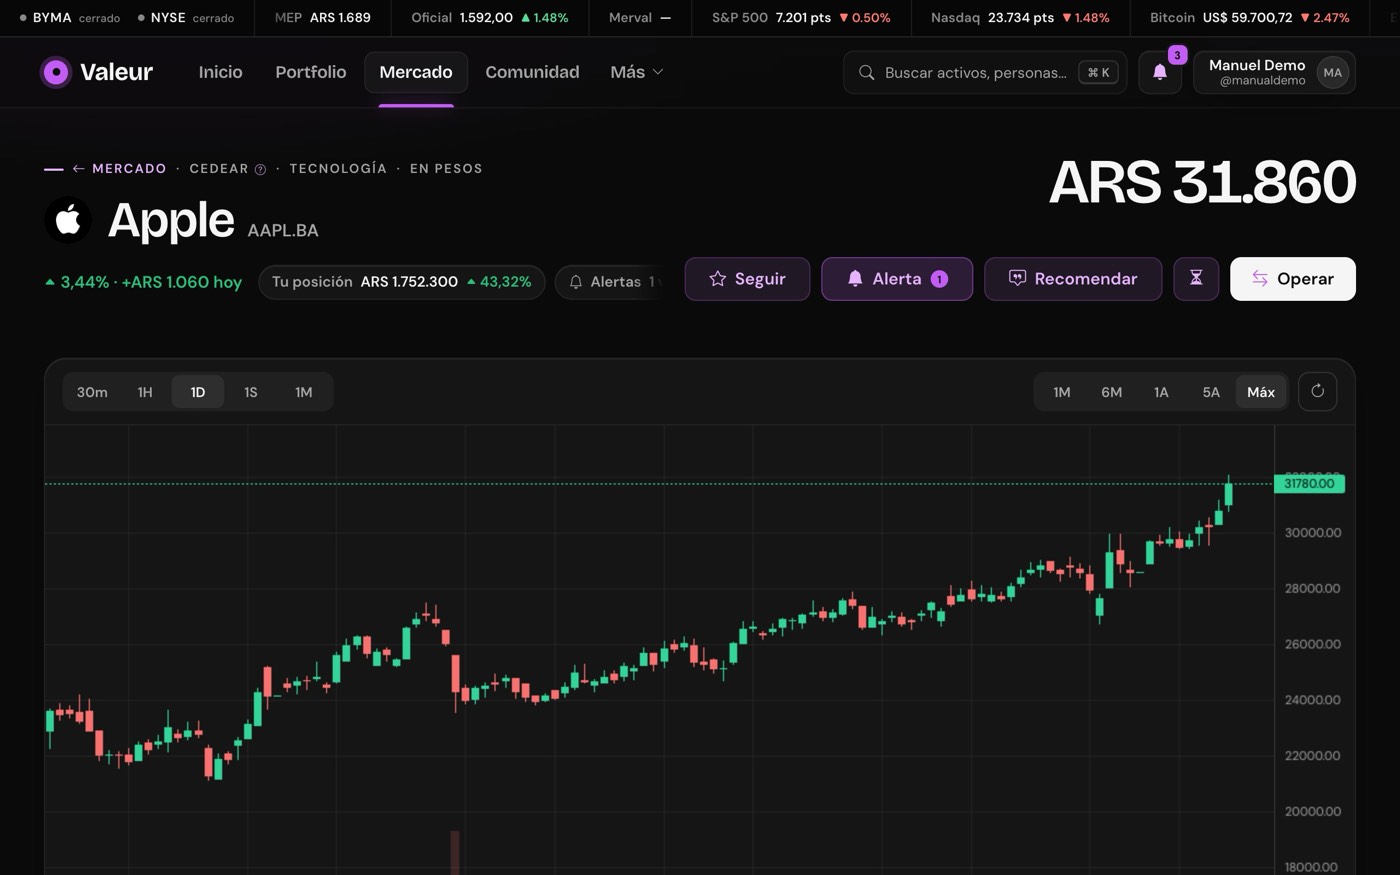 BYMA cerrado NYSE cerrado MEP ARS 1.689 Oficial 1.592,00 ▲ 1.48% Merval — S&P 500 7.201 pts ▼ 0.50% Nasdaq 23.734 pts ▼ 1.48% Bitcoin US$ 59.700,72 ▼ 2.47%
Valeur Inicio Portfolio Mercado Comunidad Más Buscar activos, personas... ⌘ K 3 Manuel Demo
@manualdemo MA
← MERCADO · CEDEAR ? · TECNOLOGÍA · EN PESOS
ARS 31.860
Apple AAPL.BA
▲ 3,44% · +ARS 1.060 hoy Tu posición ARS 1.752.300 ▲ 43,32% Alertas 1 Seguir Alerta 1 Recomendar Operar
30m 1H 1D 1S 1M 1M 6M 1A 5A Máx
31780.00
30000.00
28000.00
26000.00
24000.00
22000.00
20000.00
18000.00